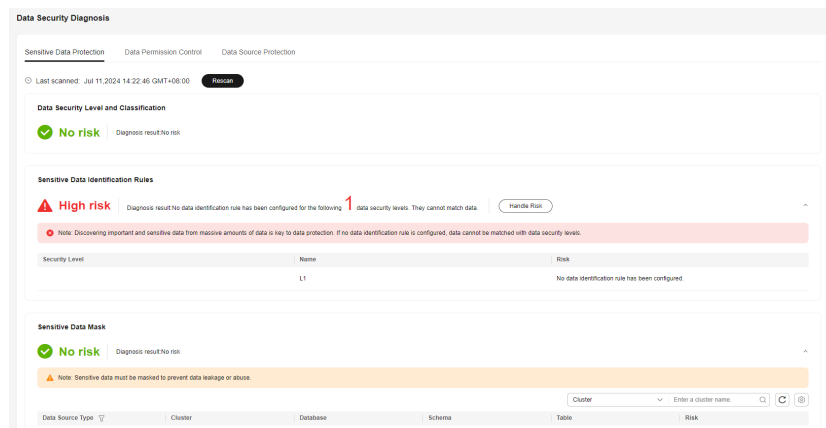 Data Security Diagnosis
Sensitive Data Protection Data Permission Control Data Source Protection
Last scanned: Jul 11,2024 14:22:46 GMT+08:00 Rescan
Data Security Level and Classification
No risk Diagnosis result:No risk
Sensitive Data Identification Rules
High risk Diagnosis result:No data identification rule has been configured for the following 1 data security levels. They cannot match data. Handle Risk
Note: Discovering important and sensitive data from massive amounts of data is key to data protection. If no data identification rule is configured, data cannot be matched with data security levels.
Security Level Name Risk
L1 No data identification rule has been configured.
Sensitive Data Mask
No risk Diagnosis result:No risk
Note: Sensitive data must be masked to prevent data leakage or abuse.
Cluster Enter a cluster name.
Data Source Type Cluster Database Schema Table Risk